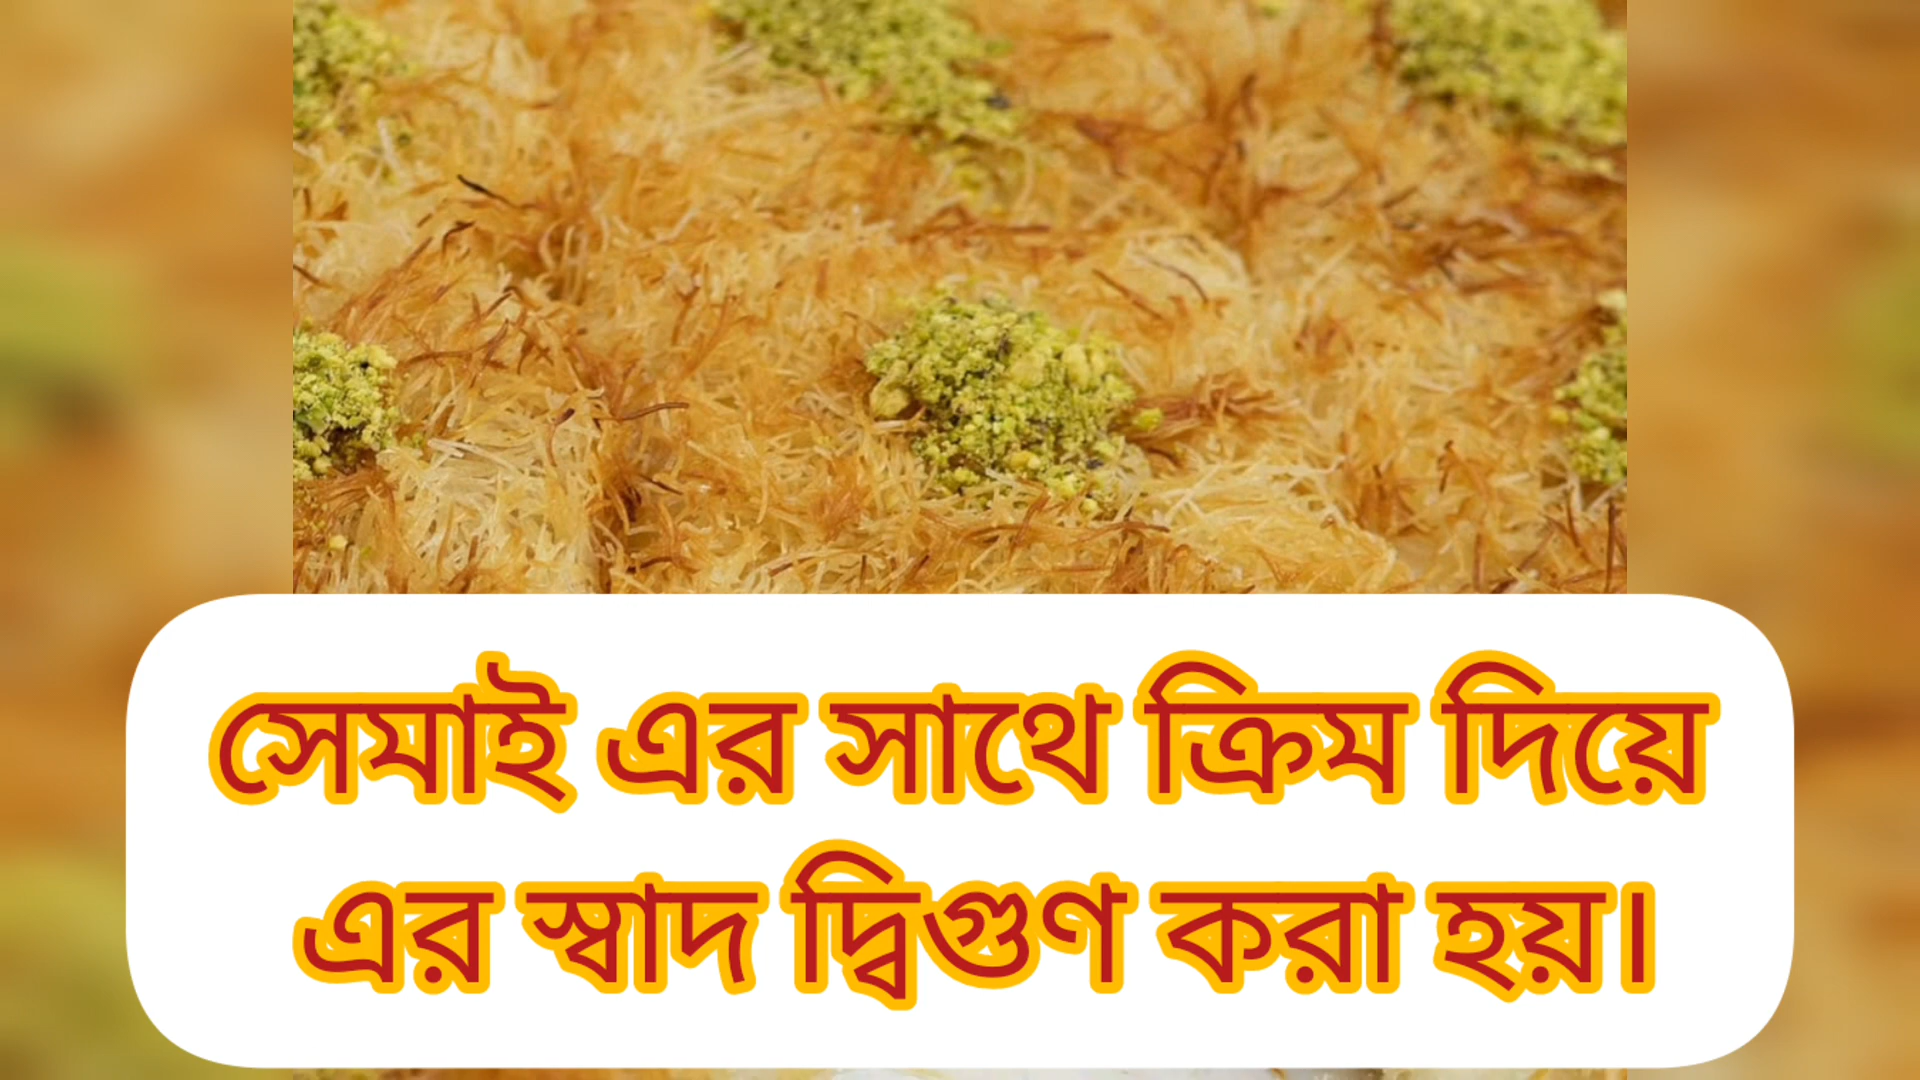 সেমাই এর সাথে ক্রিম দিয়ে
এর স্বাদ দ্বিগুণ করা হয়।